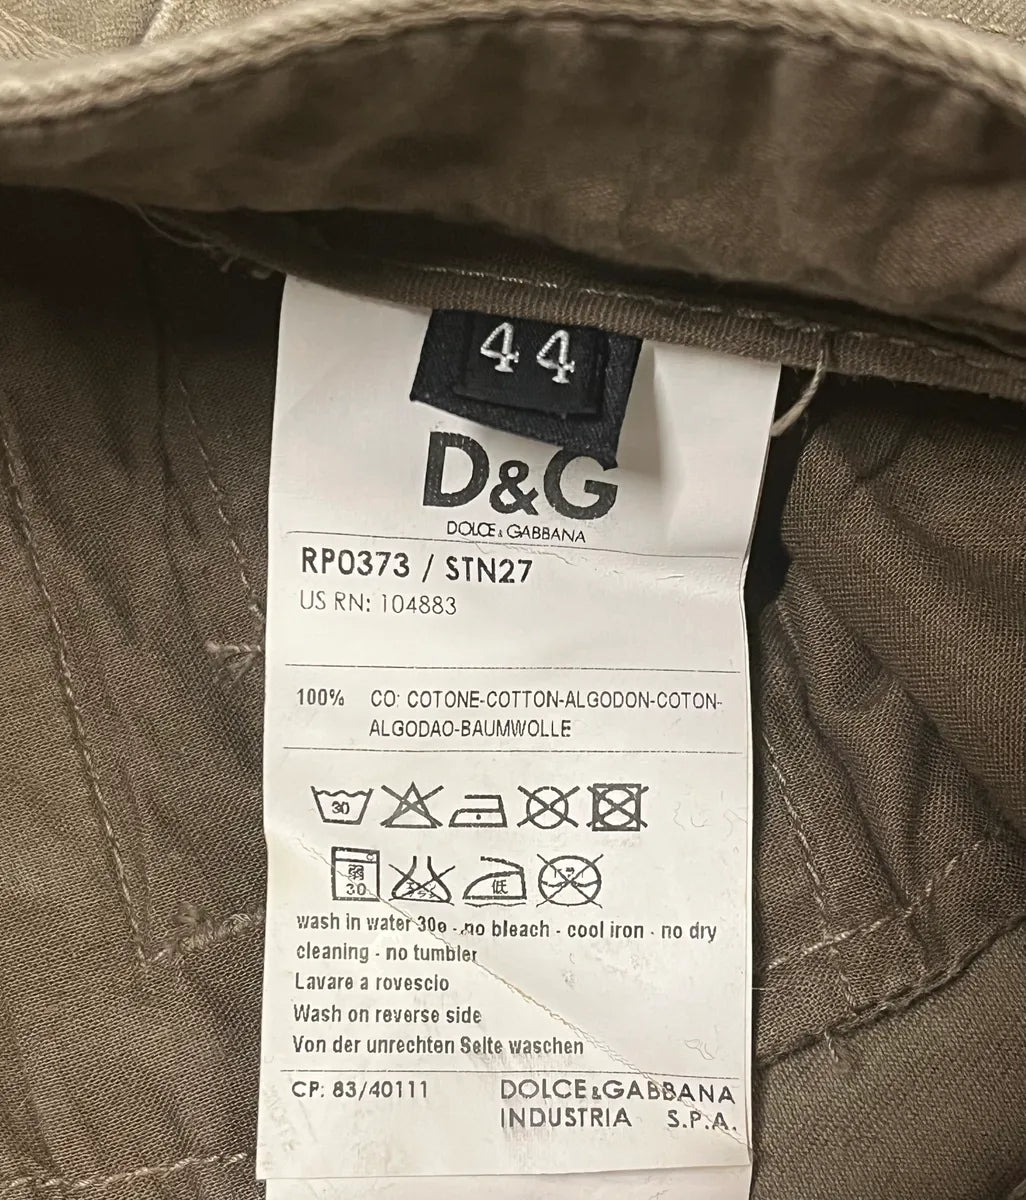 44
D&G
DOLCE & GABBANA
RP0373 / STN27
US RN: 104883
100% CO: COTONE-COTTON-ALGODON-COTON-
ALGODAO-BAUMWOLLE
30
弱
30
低
wash in water 30° - no bleach - cool iron - no dry
cleaning - no tumbler
Lavare a rovescio
Wash on reverse side
Von der unrechten Seite waschen
CP: 83/40111 DOLCE & GABBANA
INDUSTRIA S.P.A.